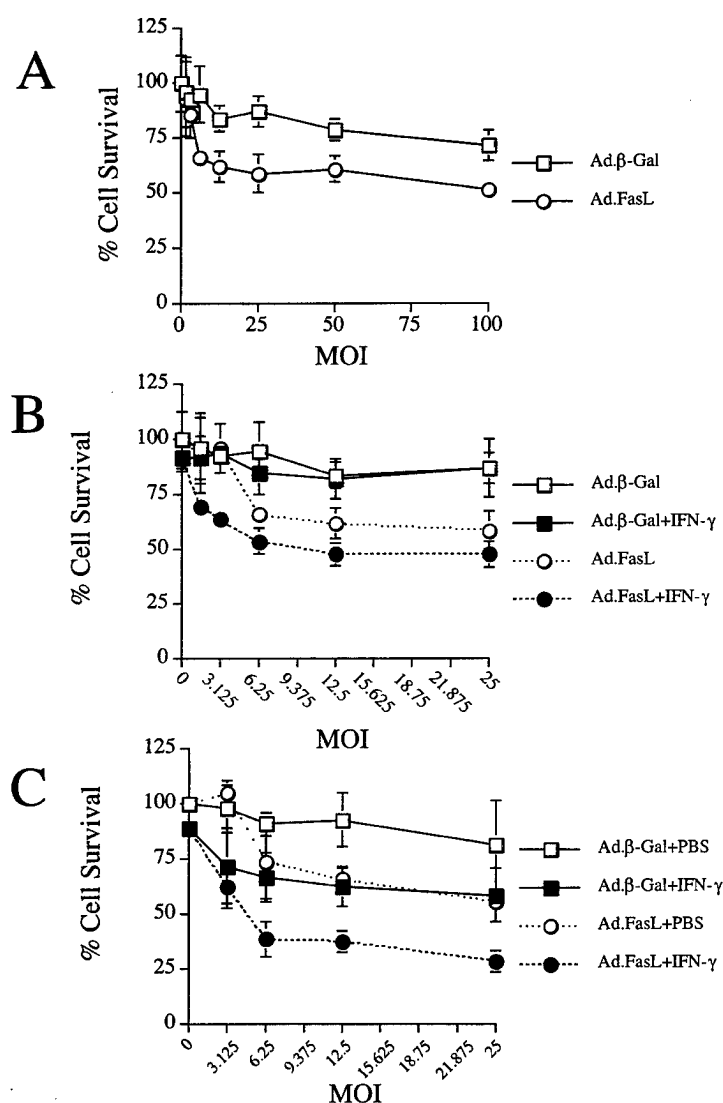 A
% Cell Survival
125
100
75
50
25
0
0
25
50
75
100
MOI
Ad.β-Gal
Ad.FasL
B
% Cell Survival
125
100
75
50
25
0
0
3.125
6.25
9.375
12.5
15.625
18.75
21.875
25
MOI
Ad.β-Gal
Ad.β-Gal+IFN-γ
Ad.FasL
Ad.FasL+IFN-γ
C
% Cell Survival
125
100
75
50
25
0
0
3.125
6.25
9.375
12.5
15.625
18.75
21.875
25
MOI
Ad.β-Gal+PBS
Ad.β-Gal+IFN-γ
Ad.FasL+PBS
Ad.FasL+IFN-γ